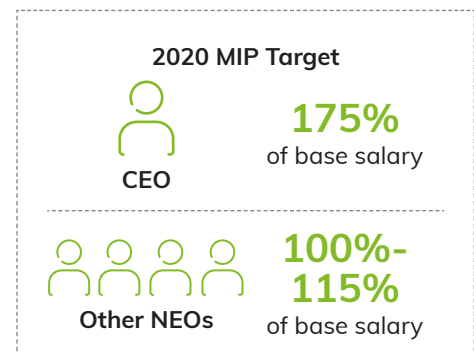 2020 MIP Target
175%
of base salary
CEO
100%-
115%
of base salary
Other NEOs